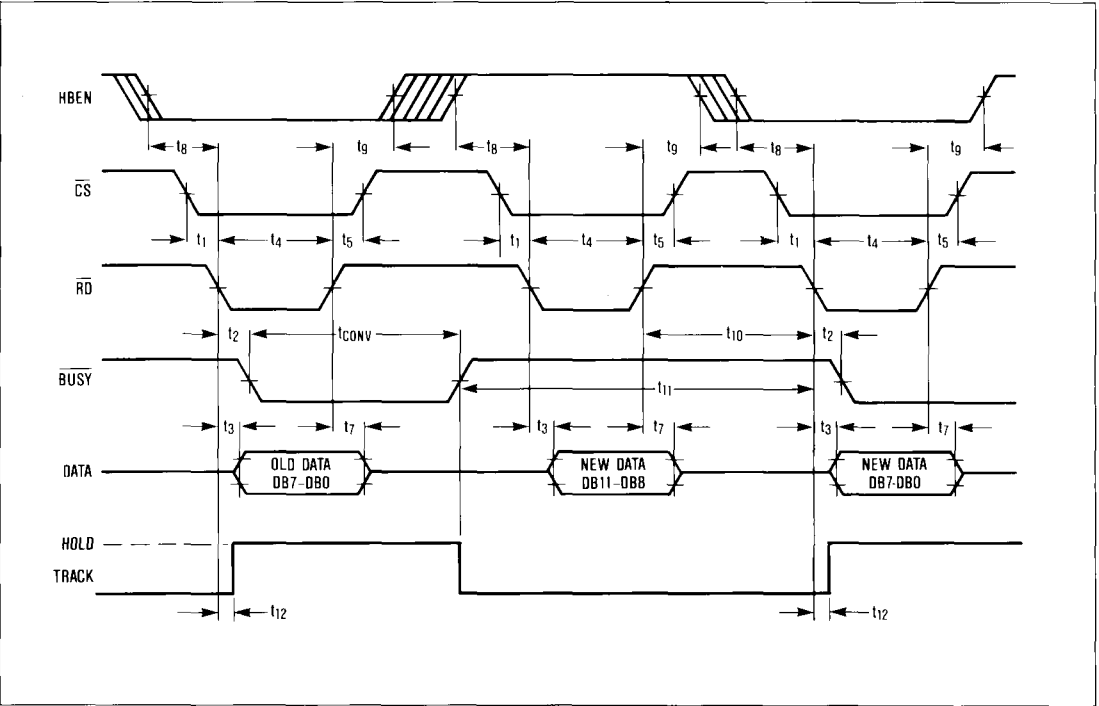 HBEN
t8 t9 t8 t9 t8 t9
CS
t1 t4 t5 t1 t4 t5 t1 t4 t5
RD
t2 tCONV t10 t2
BUSY
t11
t3 t7 t3 t7 t3 t7
DATA
OLD DATA
DB7-DB0
NEW DATA
DB11-DB8
NEW DATA
DB7-DB0
HOLD
TRACK
t12 t12